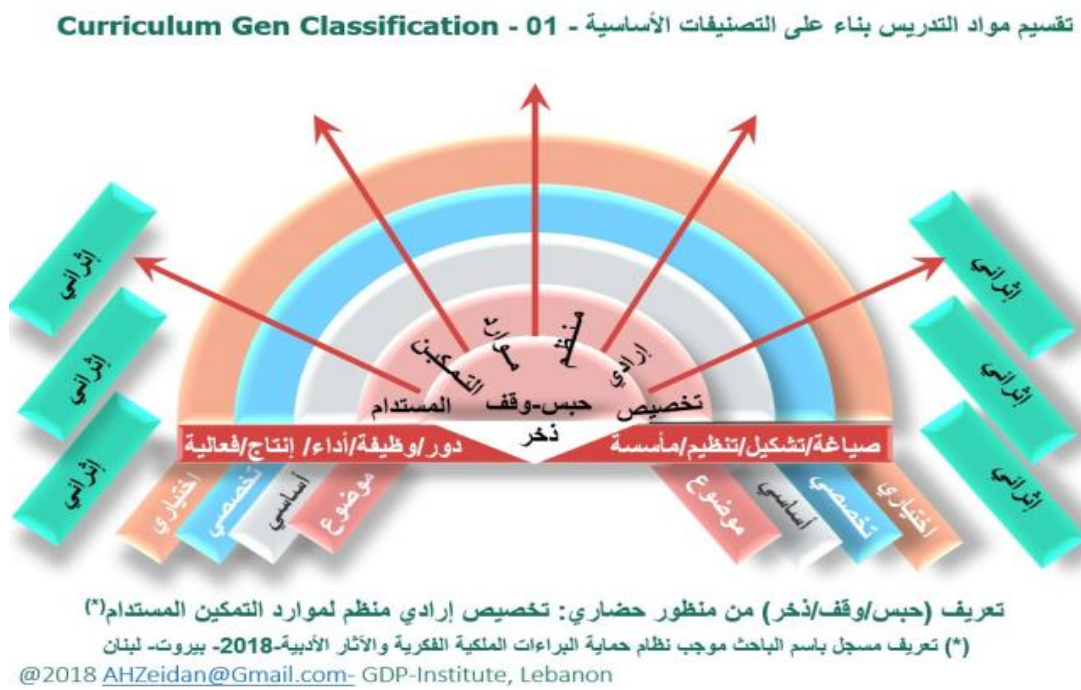 تقسيم مواد التدريس بناء على التصنيفات الأساسية - 01 - Curriculum Gen Classification
إثرائي
إثرائي
إثرائي
إثرائي
إثرائي
إثرائي
تخصيص
إرادي
منظم
موارد
التمكين
المستدام
حبس-وقف
ذخر
صياغة/تشكيل/تنظيم/مأسسة
دور/وظيفة/أداء/ إنتاج/فعالية
اختياري
تخصصي
أساسي
موضوع
موضوع
أساسي
تخصصي
اختياري
تعريف (حبس/وقف/ذخر) من منظور حضاري: تخصيص إرادي منظم لموارد التمكين المستدام(*)
(*) تعريف مسجل باسم الباحث موجب نظام حماية البراءات الملكية الفكرية والآثار الأدبية-2018- بيروت- لبنان
@2018 AHZeidan@Gmail.com- GDP-Institute, Lebanon